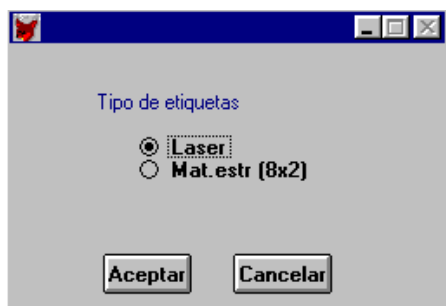 Tipo de etiquetas
Laser
Mat.estr (8x2)
Aceptar Cancelar